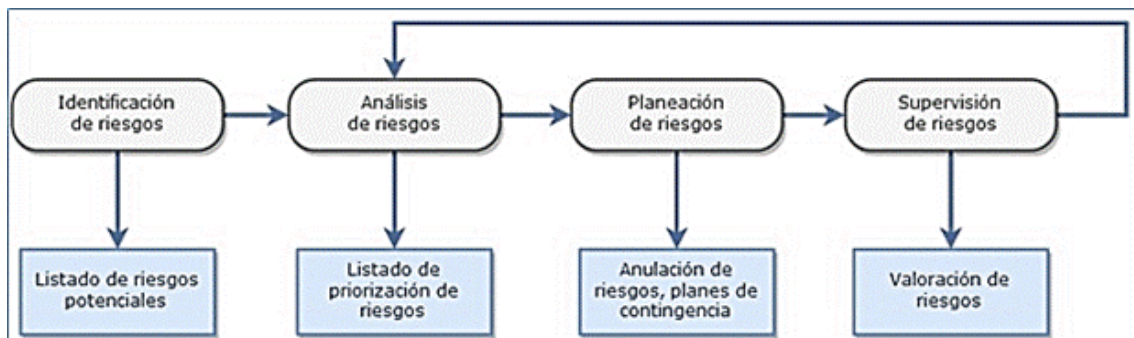 Identificación
de riesgos
Análisis
de riesgos
Planeación
de riesgos
Supervisión
de riesgos
Listado de riesgos
potenciales
Listado de
priorización de
riesgos
Anulación de
riesgos, planes de
contingencia
Valoración de
riesgos